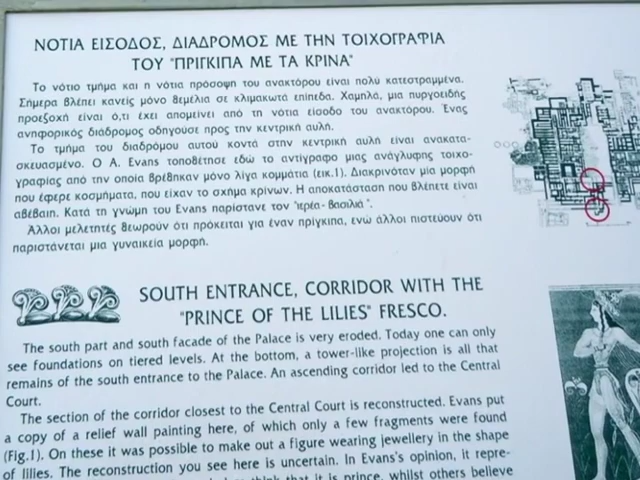 ΝΟΤΙΑ ΕΙΣΟΔΟΣ, ΔΙΑΔΡΟΜΟΣ ΜΕ ΤΗΝ ΤΟΙΧΟΓΡΑΦΙΑ
ΤΟΥ "ΠΡΙΓΚΙΠΑ ΜΕ ΤΑ ΚΡΙΝΑ"
Το νότιο τμήμα και η νότια πρόσοψη του ανακτόρου είναι πολύ κατεστραμμένα.
Σήμερα βλέπει κανείς μόνο θεμέλια σε κλιμακωτά επίπεδα. Χαμηλά, μια πυργοειδής
προεξοχή είναι ό,τι έχει απομείνει από τη νότια είσοδο του ανακτόρου. Ένας
ανηφορικός διάδρομος οδηγούσε προς την κεντρική αυλή.
Το τμήμα του διαδρόμου αυτού κοντά στην κεντρική αυλή είναι ανακατα-
σκευασμένο. Ο Α. Evans τοποθέτησε εδώ το αντίγραφο μιας ανάγλυφης τοιχο-
γραφίας από την οποία βρέθηκαν μόνο λίγα κομμάτια (εικ.1). Διακρινόταν μία μορφή
που έφερε κοσμήματα, που είχαν το σχήμα κρίνων. Η αποκατάσταση που βλέπετε είναι
αβέβαιη. Κατά τη γνώμη του Evans παρίστανε τον "ιερέα- βασιλιά".
Άλλοι μελετητές θεωρούν ότι πρόκειται για έναν πρίγκιπα, ενώ άλλοι πιστεύουν ότι
παριστάνεται μια γυναικεία μορφή.
SOUTH ENTRANCE, CORRIDOR WITH THE
"PRINCE OF THE LILIES" FRESCO.
The south part and south facade of the Palace is very eroded. Today one can only
see foundations on tiered levels. At the bottom, a tower-like projection is all that
remains of the south entrance to the Palace. An ascending corridor led to the Central
Court.
The section of the corridor closest to the Central Court is reconstructed. Evans put
a copy of a relief wall painting here, of which only a few fragments were found
(Fig.1). On these it was possible to make out a figure wearing jewellery in the shape
of lilies. The reconstruction you see here is uncertain. In Evans's opinion, it repre-
think that it is prince, whilst others believe